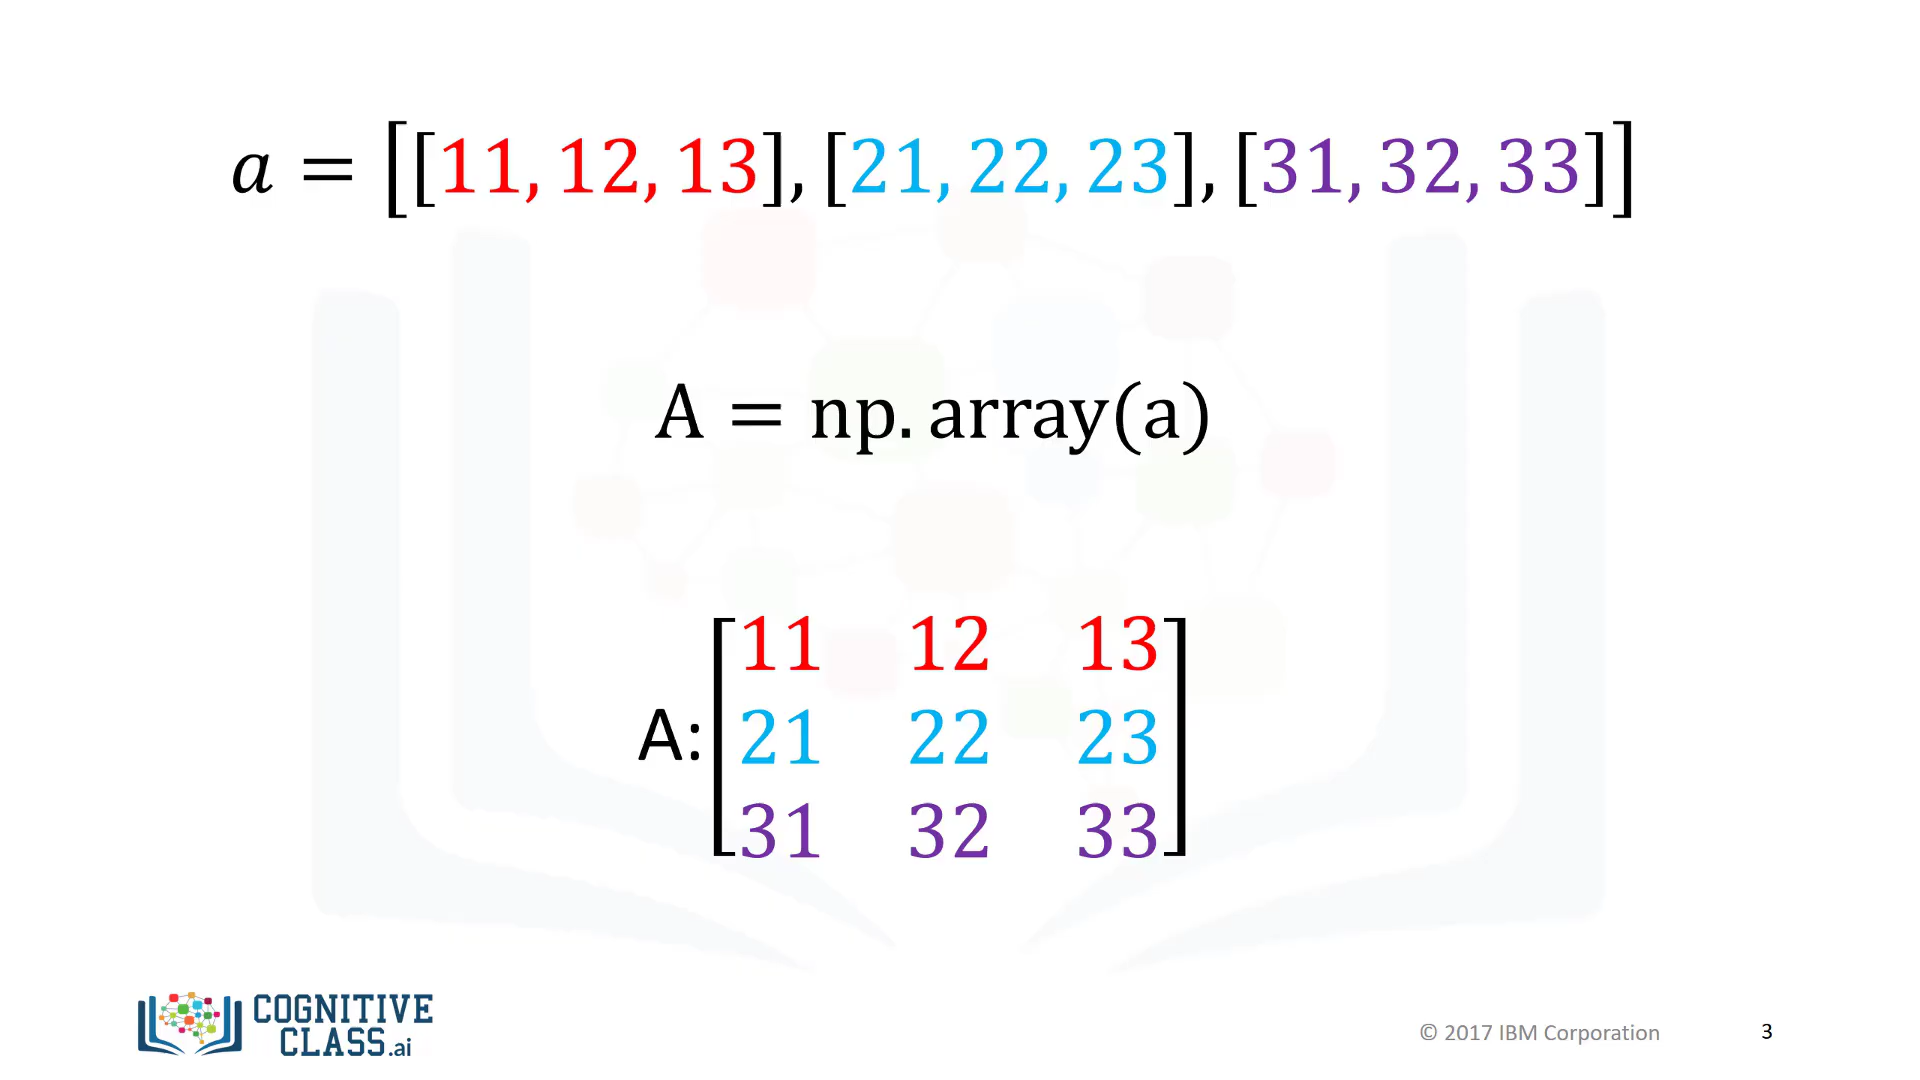 a = [[11, 12, 13], [21, 22, 23], [31, 32, 33]]
A = np. array(a)
11 12 13
A: 21 22 23
31 32 33
COGNITIVE
CLASS.ai
© 2017 IBM Corporation 3